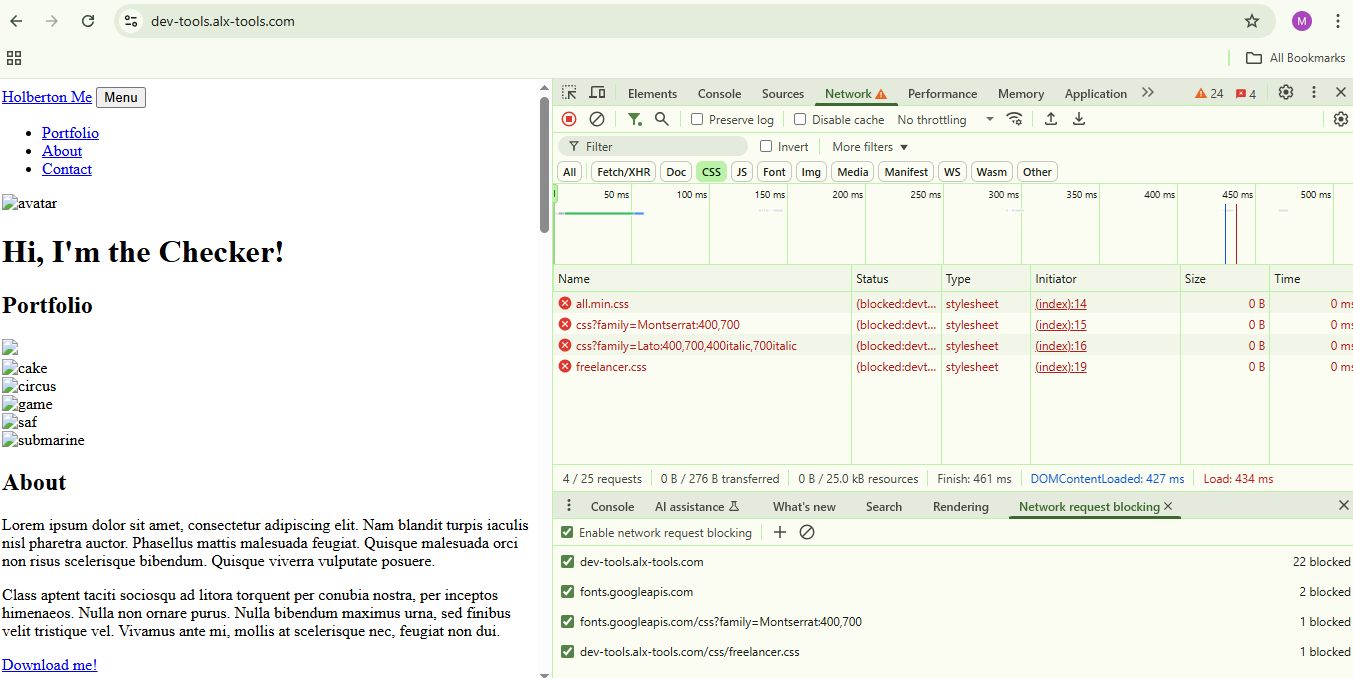 dev-tools.alx-tools.com
M
All Bookmarks
Holberton Me Menu
Portfolio
About
Contact
avatar
Hi, I'm the Checker!
Portfolio
cake
circus
game
saf
submarine
About
Lorem ipsum dolor sit amet, consectetur adipiscing elit. Nam blandit turpis iaculis
nisl pharetra auctor. Phasellus mattis malesuada feugiat. Quisque malesuada orci
non risus scelerisque bibendum. Quisque viverra vulputate posuere.
Class aptent taciti sociosqu ad litora torquent per conubia nostra, per inceptos
himenaeos. Nulla non ornare purus. Nulla bibendum maximus urna, sed finibus
velit tristique vel. Vivamus ante mi, mollis at scelerisque nec, feugiat non dui.
Download me!
Elements Console Sources Network Performance Memory Application 24 4
Preserve log Disable cache No throttling
Filter Invert More filters
All Fetch/XHR Doc CSS JS Font Img Media Manifest WS Wasm Other
50 ms 100 ms 150 ms 200 ms 250 ms 300 ms 350 ms 400 ms 450 ms 500 ms
Name Status Type Initiator Size Time
all.min.css (blocked:devt... stylesheet (index):14 0 B 0 ms
css?family=Montserrat:400,700 (blocked:devt... stylesheet (index):15 0 B 0 ms
css?family=Lato:400,700,400italic,700italic (blocked:devt... stylesheet (index):16 0 B 0 ms
freelancer.css (blocked:devt... stylesheet (index):19 0 B 0 ms
4 / 25 requests 0 B / 276 B transferred 0 B / 25.0 kB resources Finish: 461 ms DOMContentLoaded: 427 ms Load: 434 ms
Console AI assistance What's new Search Rendering Network request blocking
Enable network request blocking
dev-tools.alx-tools.com 22 blocked
fonts.googleapis.com 2 blocked
fonts.googleapis.com/css?family=Montserrat:400,700 1 blocked
dev-tools.alx-tools.com/css/freelancer.css 1 blocked